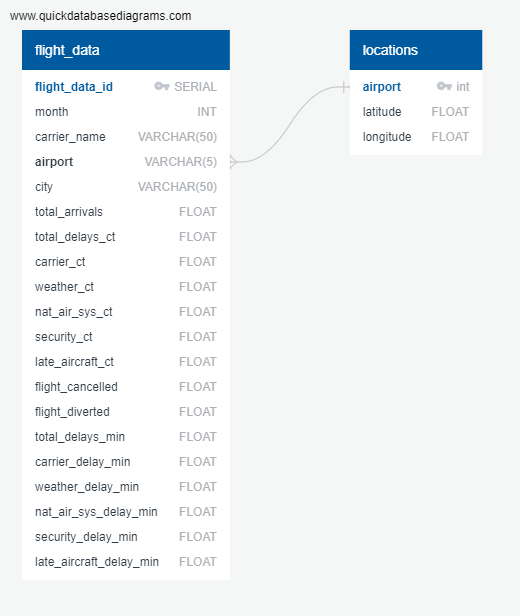 www.quickdatabasediagrams.com
flight_data
flight_data_id SERIAL
month INT
carrier_name VARCHAR(50)
airport VARCHAR(5)
city VARCHAR(50)
total_arrivals FLOAT
total_delays_ct FLOAT
carrier_ct FLOAT
weather_ct FLOAT
nat_air_sys_ct FLOAT
security_ct FLOAT
late_aircraft_ct FLOAT
flight_cancelled FLOAT
flight_diverted FLOAT
total_delays_min FLOAT
carrier_delay_min FLOAT
weather_delay_min FLOAT
nat_air_sys_delay_min FLOAT
security_delay_min FLOAT
late_aircraft_delay_min FLOAT
locations
airport int
latitude FLOAT
longitude FLOAT